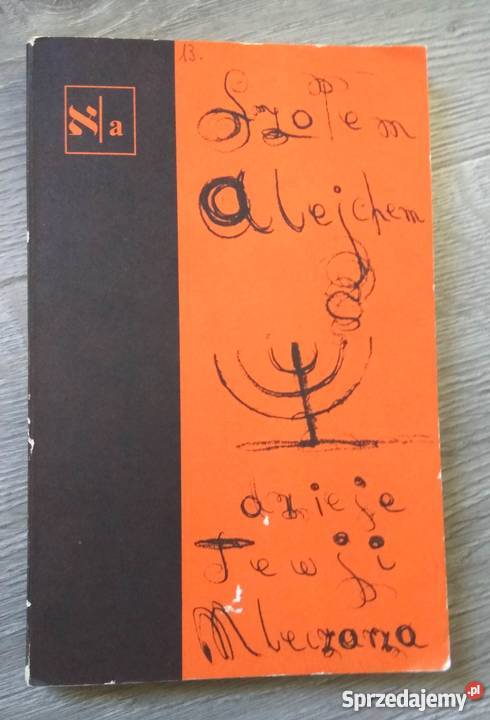 13.
א/a
Szolem
Alejchem
dzieje
Tewji
Mleczarza
Sprzedajemy.pl